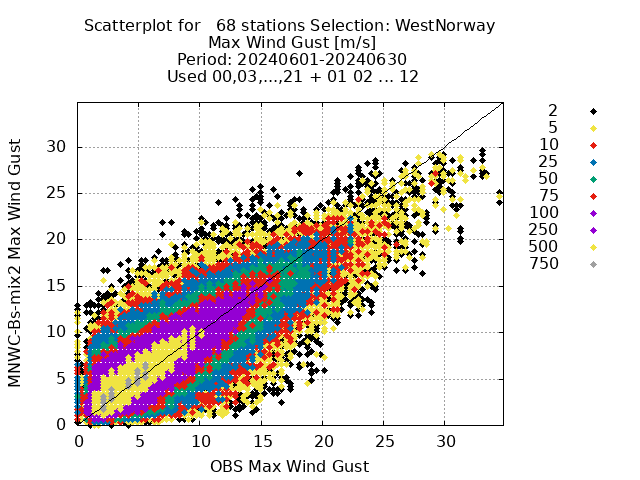 Scatterplot for   68 stations Selection: WestNorway
Max Wind Gust [m/s]
Period: 20240601-20240630
Used 00,03,...,21 + 01 02 ... 12
MNWC-Bs-mix2 Max Wind Gust
30
25
20
15
10
5
0
0 5 10 15 20 25 30
OBS Max Wind Gust
2
5
10
25
50
75
100
250
500
750